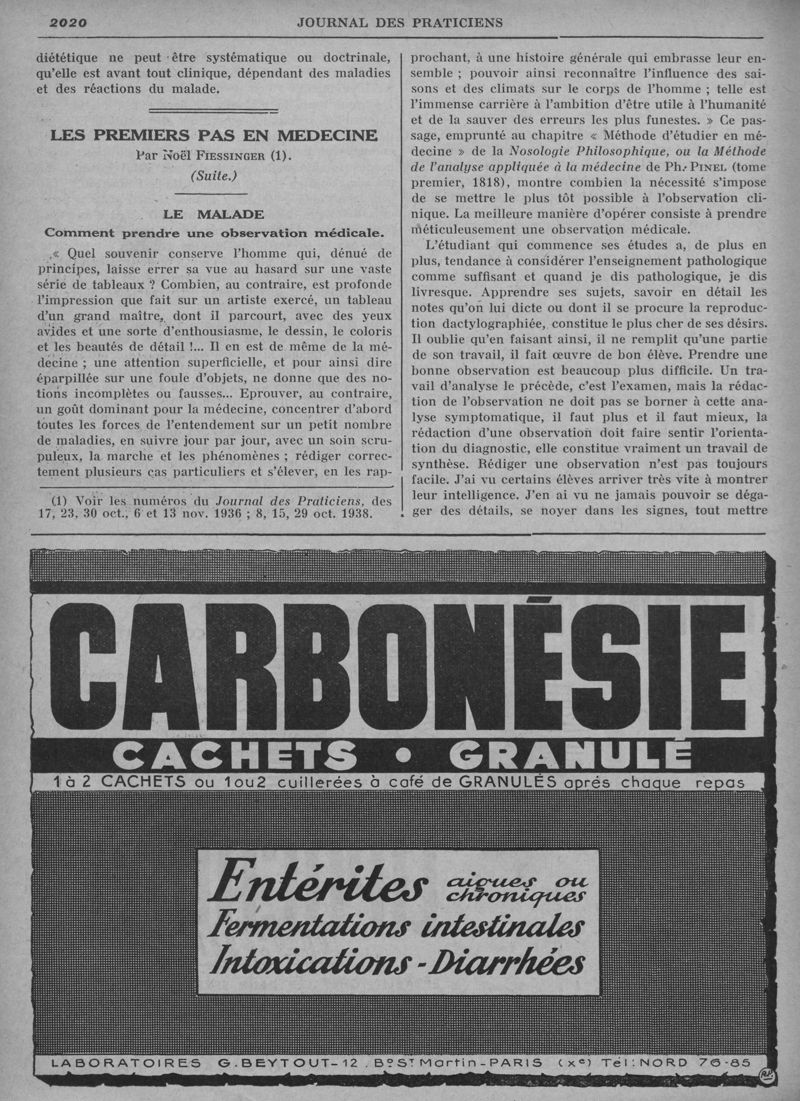 2020
JOURNAL DES PRATICIENS
diététique ne peut être systématique ou doctrinale,
qu'elle est avant tout clinique, dépendant des maladies
et des réactions du malade.
LES PREMIERS PAS EN MEDECINE
Par Noël FIESSINGER (1).
(Suite.)
LE MALADE
Comment prendre une observation médicale.
« Quel souvenir conserve l'homme qui, dénué de
principes, laisse errer sa vue au hasard sur une vaste
série de tableaux ? Combien, au contraire, est profonde
l'impression que fait sur un artiste exercé, un tableau
d'un grand maître, dont il parcourt, avec des yeux
avides et une sorte d'enthousiasme, le dessin, le coloris
et les beautés de détail !... Il en est de même de la mé-
decine ; une attention superficielle, et pour ainsi dire
éparpillée sur une foule d'objets, ne donne que des no-
tions incomplètes ou fausses... Eprouver, au contraire,
un goût dominant pour la médecine, concentrer d'abord
toutes les forces de l'entendement sur un petit nombre
de maladies, en suivre jour par jour, avec un soin scru-
puleux, la marche et les phénomènes ; rédiger correc-
tement plusieurs cas particuliers et s'élever, en les rap-
(1) Voir les numéros du Journal des Praticiens, des
17, 23, 30 oct., 6 et 13 nov. 1936 ; 8, 15, 29 oct. 1938.
prochant, à une histoire générale qui embrasse leur en-
semble ; pouvoir ainsi reconnaître l'influence des sai-
sons et des climats sur le corps de l'homme ; telle est
l'immense carrière à l'ambition d'être utile à l'humanité
et de la sauver des erreurs les plus funestes. » Ce pas-
sage, emprunté au chapitre « Méthode d'étudier en mé-
decine » de la Nosologie Philosophique, ou la Méthode
de l'analyse appliquée à la médecine de Ph. PINEL (tome
premier, 1818), montre combien la nécessité s'impose
de se mettre le plus tôt possible à l'observation cli-
nique. La meilleure manière d'opérer consiste à prendre
méticuleusement une observation médicale.
L'étudiant qui commence ses études a, de plus en
plus, tendance à considérer l'enseignement pathologique
comme suffisant et quand je dis pathologique, je dis
livresque. Apprendre ses sujets, savoir en détail les
notes qu'on lui dicte ou dont il se procure la reproduc-
tion dactylographiée, constitue le plus cher de ses désirs.
Il oublie qu'en faisant ainsi, il ne remplit qu'une partie
de son travail, il fait œuvre de bon élève. Prendre une
bonne observation est beaucoup plus difficile. Un tra-
vail d'analyse le précède, c'est l'examen, mais la rédac-
tion de l'observation ne doit pas se borner à cette ana-
lyse symptomatique, il faut plus et il faut mieux, la
rédaction d'une observation doit faire sentir l'orienta-
tion du diagnostic, elle constitue vraiment un travail de
synthèse. Rédiger une observation n'est pas toujours
facile. J'ai vu certains élèves arriver très vite à montrer
leur intelligence. J'en ai vu ne jamais pouvoir se déga-
ger des détails, se noyer dans les signes, tout mettre
CARBONÉSIE
CACHETS • GRANULÉ
1 à 2 CACHETS ou 1 ou 2 cuillerées à café de GRANULÉS aprés chaque repas
Entérites aigues ou
chroniques
Fermentations intestinales
Intoxications - Diarrhées
LABORATOIRES G. BEYTOUT - 12. Bᵈ Sᵗ Martin - PARIS (Xᵉ) Tél : NORD 76-85